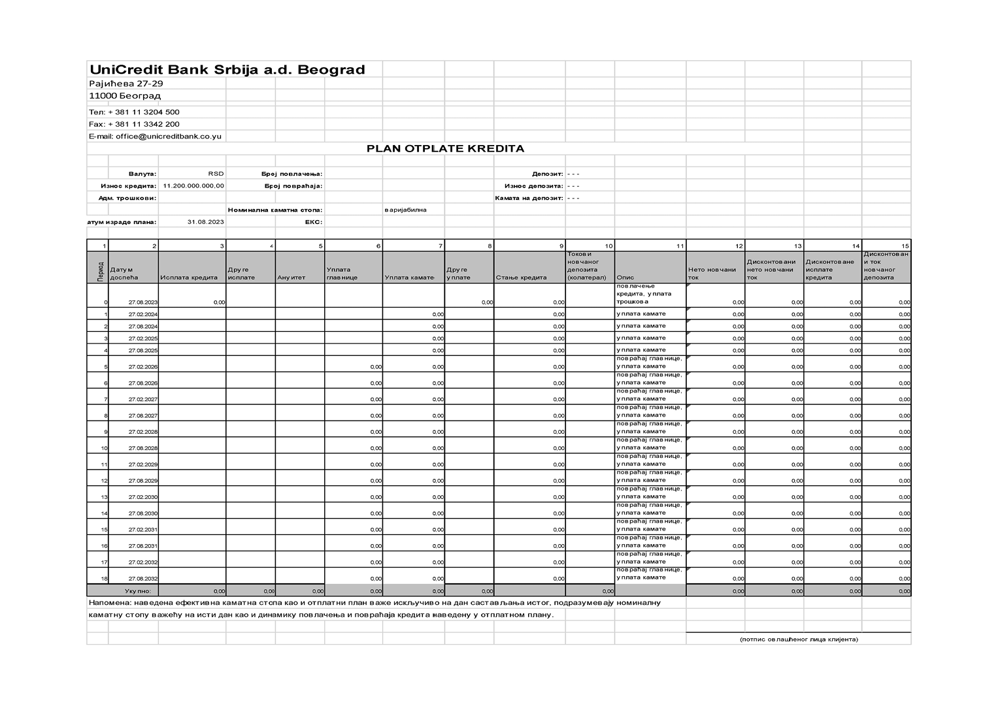 UniCredit Bank Srbija a.d. Beograd
Рајићева 27-29
11000 Београд
Тел: + 381 11 3204 500
Fax: + 381 11 3342 200
E-mail: office@unicreditbank.co.yu
PLAN OTPLATE KREDITA
Валута: RSD Број повлачења: Депозит: - - -
Износ кредита: 11.200.000.000,00 Број повраћаја: Износ депозита: - - -
Адм. трошкови: Камата на депозит: - - -
Номинална каматна стопа: варијабилна
атум израде плана: 31.08.2023 ЕКС:
1 2 3 4 5 6 7 8 9 10 11 12 13 14 15
Период Датум доспећа Исплата кредита Друге исплате Ануитет Уплата главнице Уплата камате Друге уплате Стање кредита Токови новчаног депозита (колатерал) Опис Нето новчани ток Дисконтовани нето новчани ток Дисконтоване исплате кредита Дисконтовани ток новчаног депозита
0 27.08.2023 0,00 0,00 0,00 повлачење кредита, уплата трошкова 0,00 0,00 0,00 0,00
1 27.02.2024 0,00 0,00 уплата камате 0,00 0,00 0,00 0,00
2 27.08.2024 0,00 0,00 уплата камате 0,00 0,00 0,00 0,00
3 27.02.2025 0,00 0,00 уплата камате 0,00 0,00 0,00 0,00
4 27.08.2025 0,00 0,00 уплата камате 0,00 0,00 0,00 0,00
5 27.02.2026 0,00 0,00 0,00 повраћај главнице, уплата камате 0,00 0,00 0,00 0,00
6 27.08.2026 0,00 0,00 0,00 повраћај главнице, уплата камате 0,00 0,00 0,00 0,00
7 27.02.2027 0,00 0,00 0,00 повраћај главнице, уплата камате 0,00 0,00 0,00 0,00
8 27.08.2027 0,00 0,00 0,00 повраћај главнице, уплата камате 0,00 0,00 0,00 0,00
9 27.02.2028 0,00 0,00 0,00 повраћај главнице, уплата камате 0,00 0,00 0,00 0,00
10 27.08.2028 0,00 0,00 0,00 повраћај главнице, уплата камате 0,00 0,00 0,00 0,00
11 27.02.2029 0,00 0,00 0,00 повраћај главнице, уплата камате 0,00 0,00 0,00 0,00
12 27.08.2029 0,00 0,00 0,00 повраћај главнице, уплата камате 0,00 0,00 0,00 0,00
13 27.02.2030 0,00 0,00 0,00 повраћај главнице, уплата камате 0,00 0,00 0,00 0,00
14 27.08.2030 0,00 0,00 0,00 повраћај главнице, уплата камате 0,00 0,00 0,00 0,00
15 27.02.2031 0,00 0,00 0,00 повраћај главнице, уплата камате 0,00 0,00 0,00 0,00
16 27.08.2031 0,00 0,00 0,00 повраћај главнице, уплата камате 0,00 0,00 0,00 0,00
17 27.02.2032 0,00 0,00 0,00 повраћај главнице, уплата камате 0,00 0,00 0,00 0,00
18 27.08.2032 0,00 0,00 0,00 повраћај главнице, уплата камате 0,00 0,00 0,00 0,00
Укупно: 0,00 0,00 0,00 0,00 0,00 0,00 0,00 0,00 0,00 0,00 0,00
Напомена: наведена ефективна каматна стопа као и отплатни план важе искључиво на дан састављања истог, подразумевају номиналну
каматну стопу важећу на исти дан као и динамику повлачења и повраћаја кредита наведену у отплатном плану.
(потпис овлашћеног лица клијента)